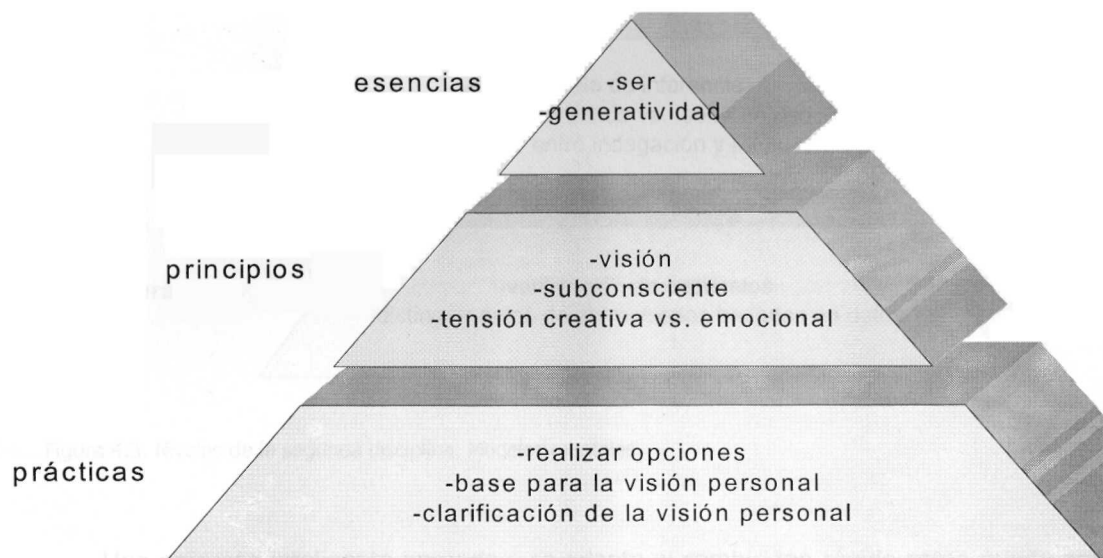 esencias
-ser
-generatividad
principios
-visión
-subconsciente
-tensión creativa vs. emocional
prácticas
-realizar opciones
-base para la visión personal
-clarificación de la visión personal